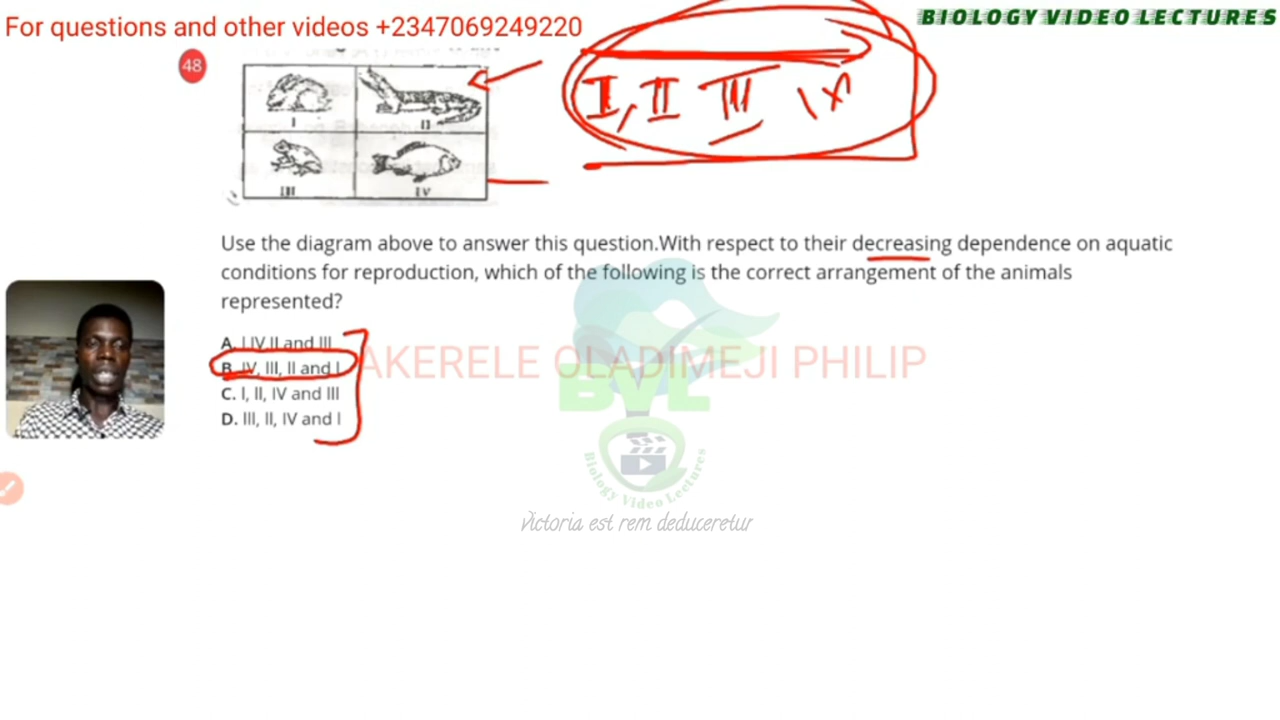 For questions and other videos +2347069249220
BIOLOGY VIDEO LECTURES
48
I
II
III
IV
I, II III IV
Use the diagram above to answer this question.With respect to their decreasing dependence on aquatic
conditions for reproduction, which of the following is the correct arrangement of the animals
represented?
A. I IV II and III
B. IV, III, II and I
C. I, II, IV and III
D. III, II, IV and I
AKERELE OLADIMEJI PHILIP
BVL
Biology Video Lectures
Victoria est rem deduceretur